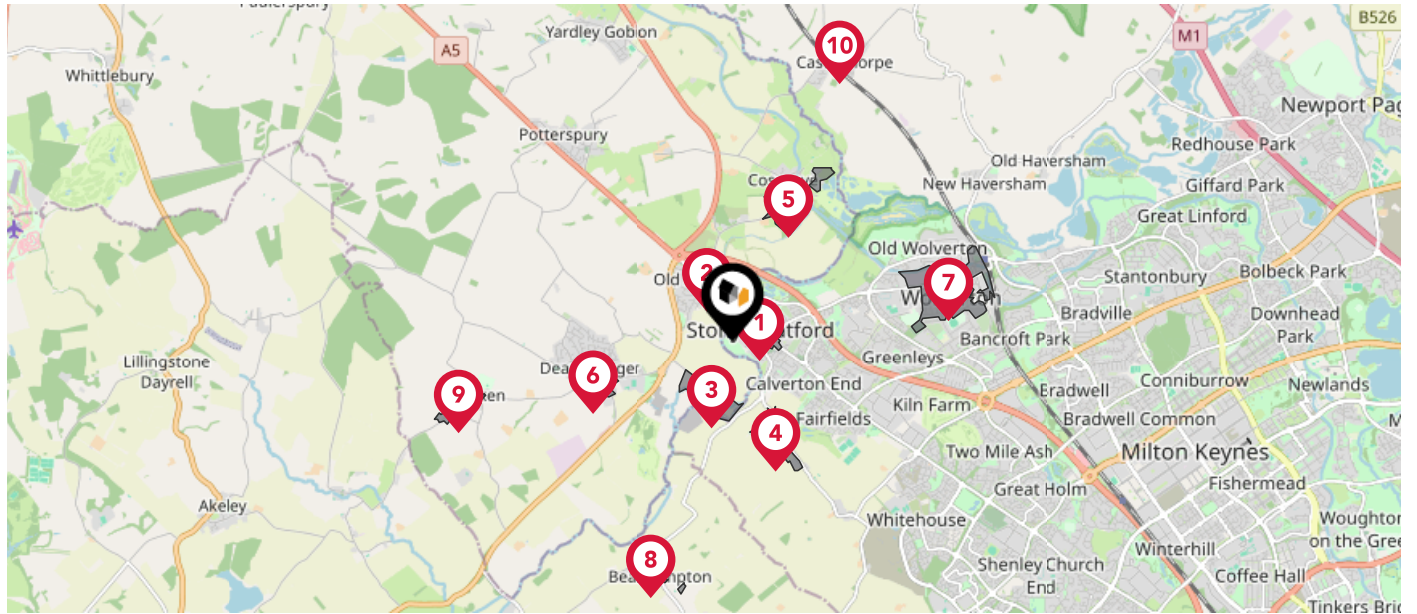 Paulerspury
Yardley Gobion
B526
M1
A5
10
Whittlebury
Newport Pag
Potterspury
Redhouse Park
Old Haversham
New Haversham
Giffard Park
5
Great Linford
Old Wolverton
2
Old
Stantonbury
Bolbeck Park
7
1
Bradville
Downhead
Park
Bancroft Park
Greenleys
Lillingstone
Dayrell
6
9
3
Calverton End
Conniburrow
Newlands
Bradwell
Kiln Farm
Bradwell Common
Fairfields
4
Two Mile Ash
Milton Keynes
Fishermead
Great Holm
Akeley
Whitehouse
Woughton
on the Gree
Winterhill
8
Shenley Church
End
Coffee Hall
Tinkers Brid